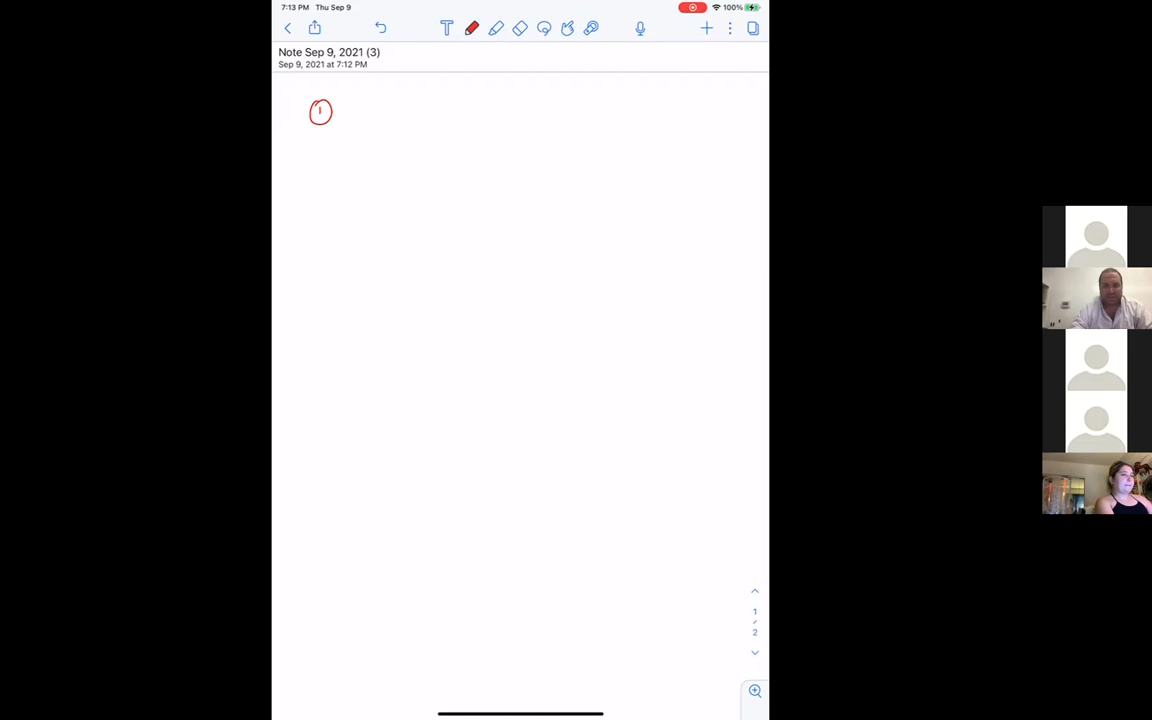 7:13 PM Thu Sep 9 100%
T
Note Sep 9, 2021 (3)
Sep 9, 2021 at 7:12 PM
1
1
2